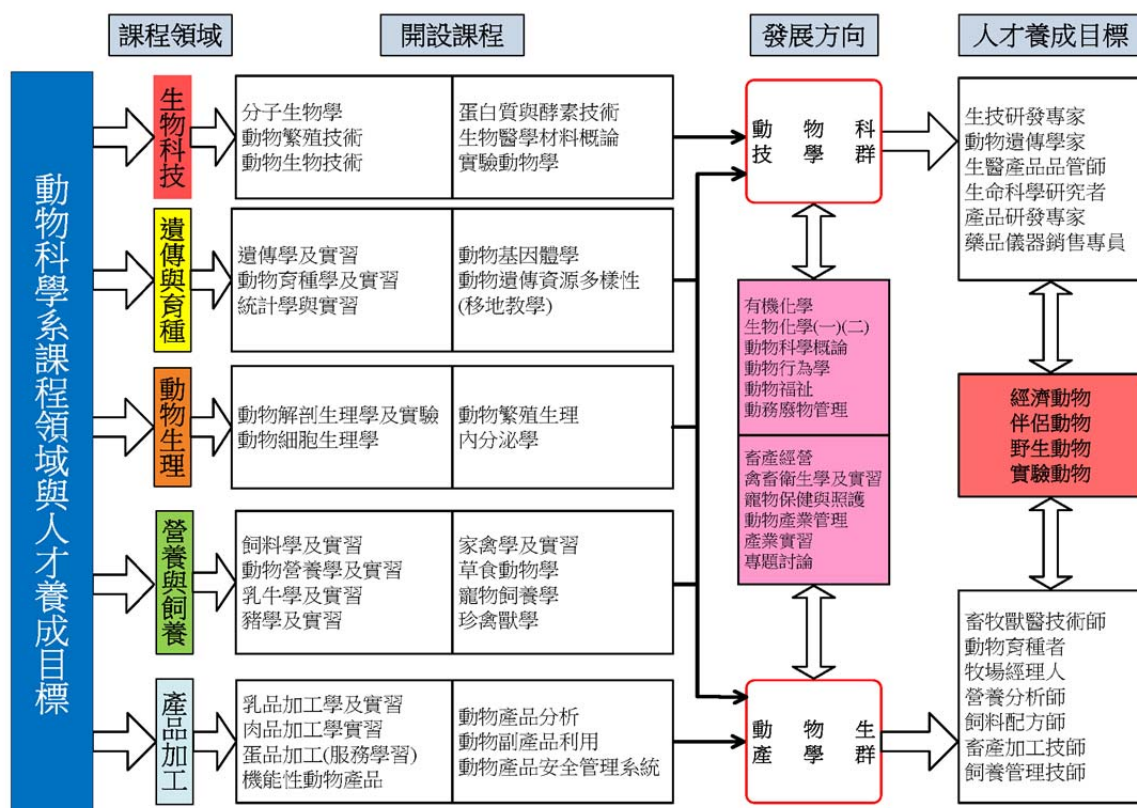 課程領域
開設課程
發展方向
人才養成目標
動物科學系課程領域與人才養成目標
生物科技
分子生物學
動物繁殖技術
動物生物技術
蛋白質與酵素技術
生物醫學材料概論
實驗動物學
遺傳與育種
遺傳學及實習
動物育種學及實習
統計學與實習
動物基因體學
動物遺傳資源多樣性
(移地教學)
動物生理
動物解剖生理學及實驗
動物細胞生理學
動物繁殖生理
內分泌學
營養與飼養
飼料學及實習
動物營養學及實習
乳牛學及實習
豬學及實習
家禽學及實習
草食動物學
寵物飼養學
珍禽獸學
產品加工
乳品加工學及實習
肉品加工學實習
蛋品加工(服務學習)
機能性動物產品
動物產品分析
動物副產品利用
動物產品安全管理系統
動物科
技學群
有機化學
生物化學(一)(二)
動物科學概論
動物行為學
動物福祉
動務廢物管理
畜產經營
禽畜衛生學及實習
寵物保健與照護
動物產業管理
產業實習
專題討論
動物生
產學群
生技研發專家
動物遺傳學家
生醫產品品管師
生命科學研究者
產品研發專家
藥品儀器銷售專員
經濟動物
伴侶動物
野生動物
實驗動物
畜牧獸醫技術師
動物育種者
牧場經理人
營養分析師
飼料配方師
畜產加工技師
飼養管理技師